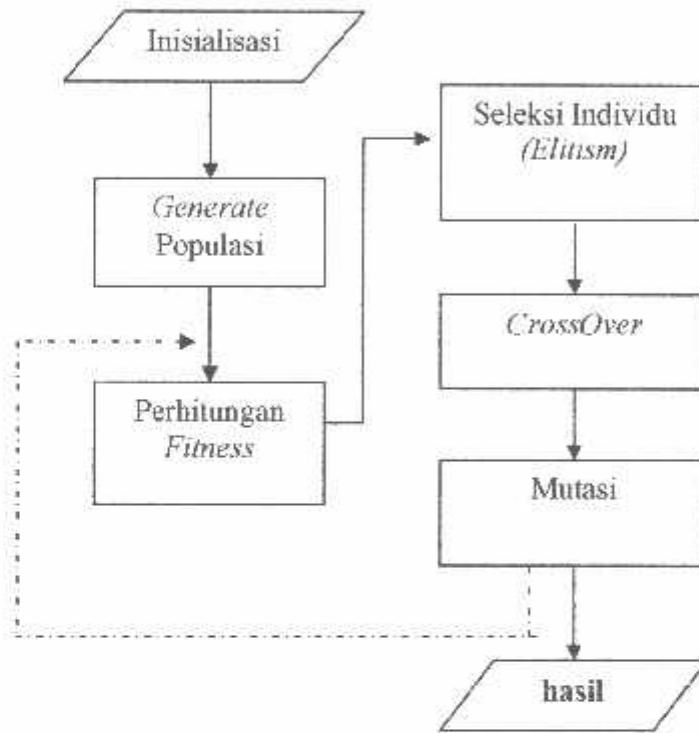 Inisialisasi
Generate
Populasi
Perhitungan
Fitness
Seleksi Individu
(Elitism)
CrossOver
Mutasi
hasil